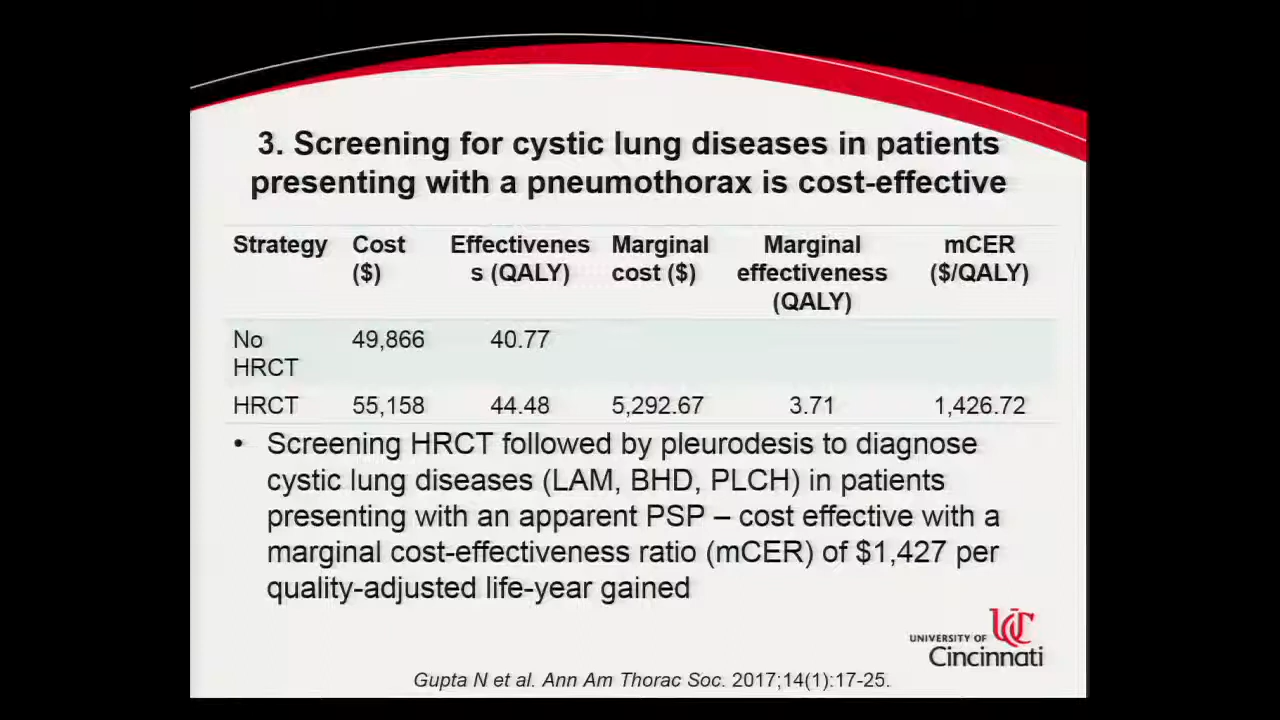 3. Screening for cystic lung diseases in patients
presenting with a pneumothorax is cost-effective
Strategy Cost ($) Effectivenes s (QALY) Marginal cost ($) Marginal effectiveness (QALY) mCER ($/QALY)
No HRCT 49,866 40.77
HRCT 55,158 44.48 5,292.67 3.71 1,426.72
• Screening HRCT followed by pleurodesis to diagnose
cystic lung diseases (LAM, BHD, PLCH) in patients
presenting with an apparent PSP – cost effective with a
marginal cost-effectiveness ratio (mCER) of $1,427 per
quality-adjusted life-year gained
UC
UNIVERSITY OF
Cincinnati
Gupta N et al. Ann Am Thorac Soc. 2017;14(1):17-25.